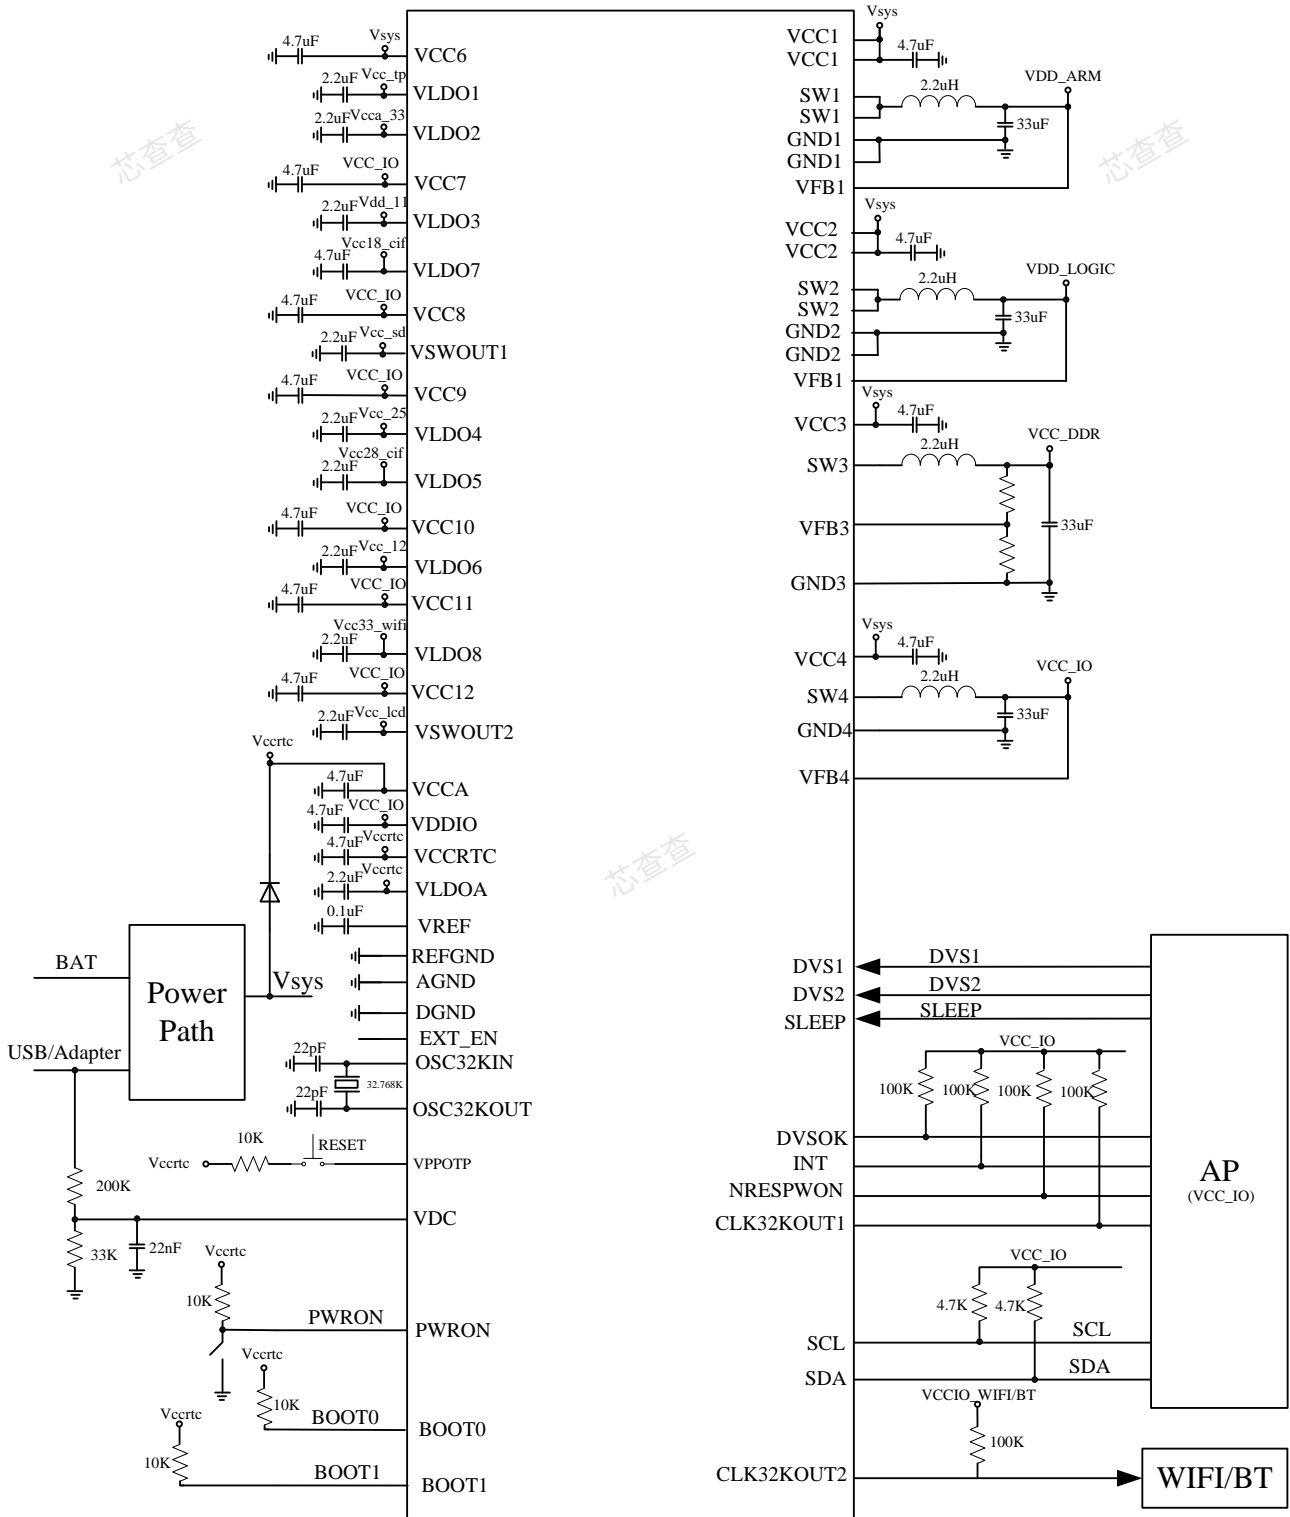 Vsys
4.7uF
VCC6
2.2uF
Vcc_tp
VLDO1
2.2uF
Vcca_33
VLDO2
VCC_IO
4.7uF
VCC7
2.2uF
Vdd_11
VLDO3
Vcc18_cif
4.7uF
VLDO7
VCC_IO
4.7uF
VCC8
2.2uF
Vcc_sd
VSWOUT1
VCC_IO
4.7uF
VCC9
2.2uF
Vcc_25
VLDO4
Vcc28_cif
2.2uF
VLDO5
VCC_IO
4.7uF
VCC10
2.2uF
Vcc_12
VLDO6
VCC_IO
4.7uF
VCC11
Vcc33_wifi
2.2uF
VLDO8
VCC_IO
4.7uF
VCC12
2.2uF
Vcc_lcd
VSWOUT2
Vccrtc
4.7uF
VCCA
4.7uF
VCC_IO
VDDIO
4.7uF
Vccrtc
VCCRTC
2.2uF
Vccrtc
VLDOA
0.1uF
VREF
REFGND
AGND
DGND
EXT_EN
22pF
OSC32KIN
32.768K
22pF
OSC32KOUT
BAT
Power
Path
Vsys
USB/Adapter
10K
RESET
Vccrtc
VPPOTP
200K
VDC
33K
22nF
Vccrtc
10K
PWRON
PWRON
Vccrtc
10K
BOOT0
BOOT0
Vccrtc
10K
BOOT1
BOOT1
Vsys
VCC1
4.7uF
VCC1
VDD_ARM
2.2uH
SW1
SW1
33uF
GND1
GND1
VFB1
Vsys
VCC2
4.7uF
VCC2
VDD_LOGIC
2.2uH
SW2
SW2
33uF
GND2
GND2
VFB1
Vsys
4.7uF
VCC3
VCC_DDR
2.2uH
SW3
VFB3
33uF
GND3
Vsys
4.7uF
VCC4
VCC_IO
2.2uH
SW4
33uF
GND4
VFB4
DVS1
DVS1
DVS2
DVS2
SLEEP
SLEEP
VCC_IO
100K
100K
100K
100K
DVSOK
INT
NRESPWON
CLK32KOUT1
AP
(VCC_IO)
VCC_IO
4.7K
4.7K
SCL
SCL
SDA
SDA
VCCIO_WIFI/BT
100K
CLK32KOUT2
WIFI/BT
芯查查
芯查查
芯查查